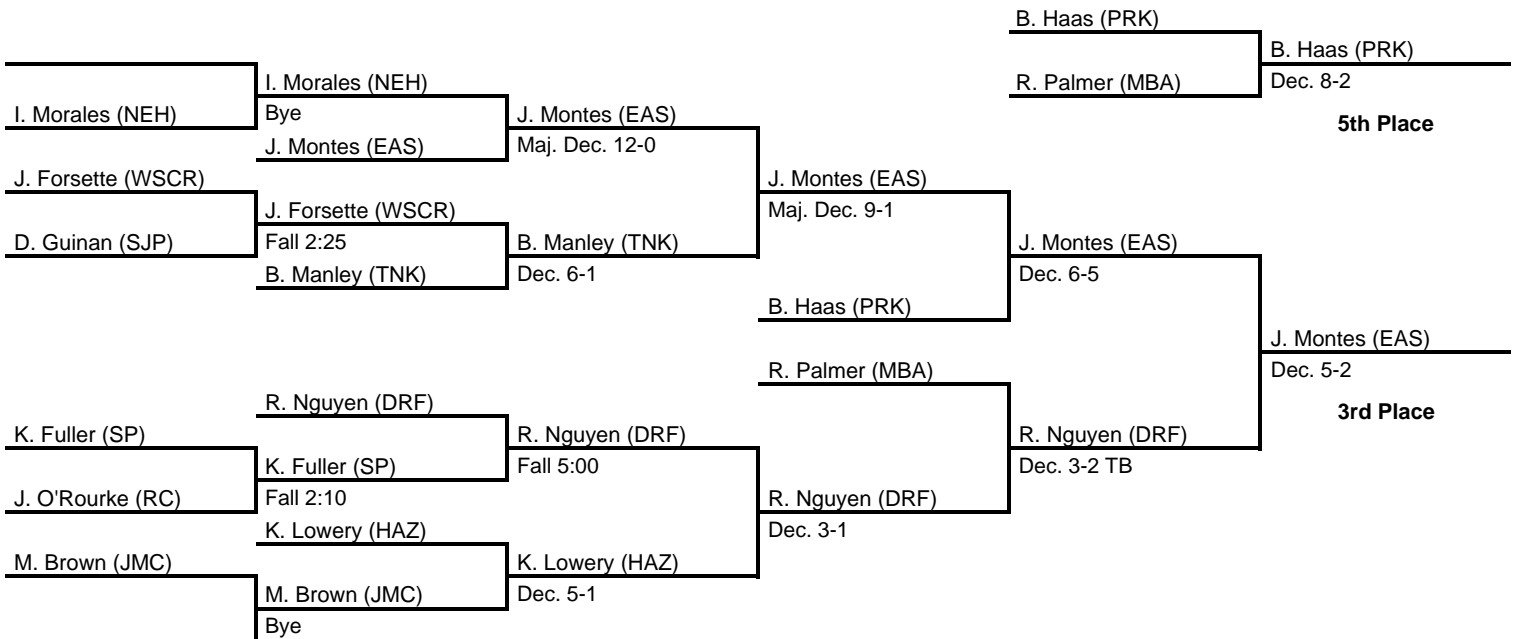 B. Haas (PRK)
B. Haas (PRK)
I. Morales (NEH)
R. Palmer (MBA)
Dec. 8-2
I. Morales (NEH)
Bye
J. Montes (EAS)
5th Place
J. Montes (EAS)
Maj. Dec. 12-0
J. Forsette (WSCR)
J. Montes (EAS)
J. Forsette (WSCR)
Maj. Dec. 9-1
D. Guinan (SJP)
Fall 2:25
B. Manley (TNK)
J. Montes (EAS)
B. Manley (TNK)
Dec. 6-1
Dec. 6-5
B. Haas (PRK)
J. Montes (EAS)
R. Palmer (MBA)
Dec. 5-2
R. Nguyen (DRF)
3rd Place
K. Fuller (SP)
R. Nguyen (DRF)
R. Nguyen (DRF)
K. Fuller (SP)
Fall 5:00
Dec. 3-2 TB
J. O'Rourke (RC)
Fall 2:10
R. Nguyen (DRF)
K. Lowery (HAZ)
Dec. 3-1
M. Brown (JMC)
K. Lowery (HAZ)
M. Brown (JMC)
Dec. 5-1
Bye